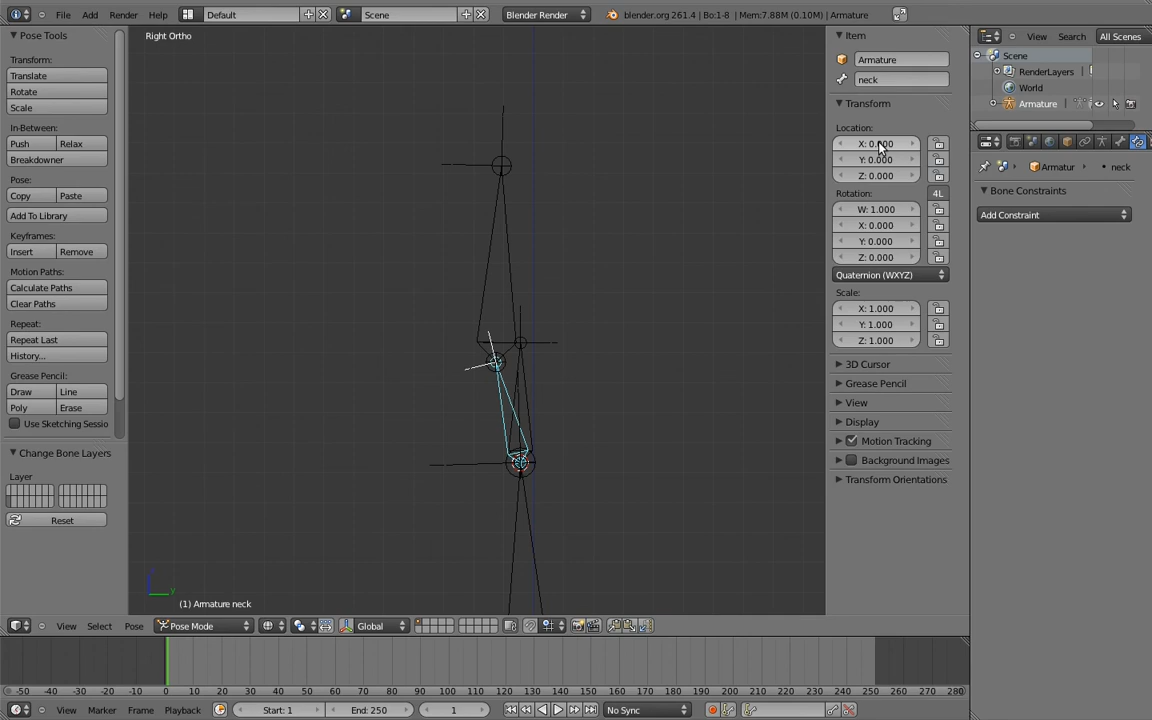 File Add Render Help Default Scene Blender Render blender.org 261.4 | Bo:1-8 | Mem:7.88M (0.10M) | Armature
Pose Tools
Transform:
Translate
Rotate
Scale
In-Between:
Push Relax
Breakdowner
Pose:
Copy Paste
Add To Library
Keyframes:
Insert Remove
Motion Paths:
Calculate Paths
Clear Paths
Repeat:
Repeat Last
History...
Grease Pencil:
Draw Line
Poly Erase
Use Sketching Sessio
Change Bone Layers
Layer
Reset
Right Ortho
y
(1) Armature neck
View Select Pose Pose Mode Global
Item
Armature
neck
Transform
Location:
X: 0.000
Y: 0.000
Z: 0.000
Rotation:
4L
W: 1.000
X: 0.000
Y: 0.000
Z: 0.000
Quaternion (WXYZ)
Scale:
X: 1.000
Y: 1.000
Z: 1.000
3D Cursor
Grease Pencil
View
Display
Motion Tracking
Background Images
Transform Orientations
View Search All Scenes
Scene
RenderLayers
World
Armature
Armatur neck
Bone Constraints
Add Constraint
-50 -40 -30 -20 -10 0 10 20 30 40 50 60 70 80 90 100 110 120 130 140 150 160 170 180 190 200 210 220 230 240 250 260 270 280
View Marker Frame Playback Start: 1 End: 250 1 No Sync